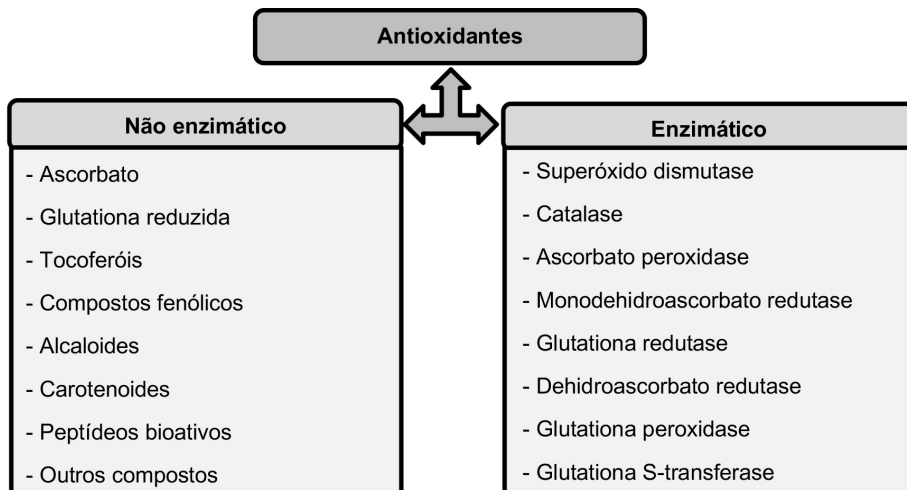 Antioxidantes
Não enzimático
- Ascorbato
- Glutationa reduzida
- Tocoferóis
- Compostos fenólicos
- Alcaloides
- Carotenoides
- Peptídeos bioativos
- Outros compostos
Enzimático
- Superóxido dismutase
- Catalase
- Ascorbato peroxidase
- Monodehidroascorbato redutase
- Glutationa redutase
- Dehidroascorbato redutase
- Glutationa peroxidase
- Glutationa S-transferase